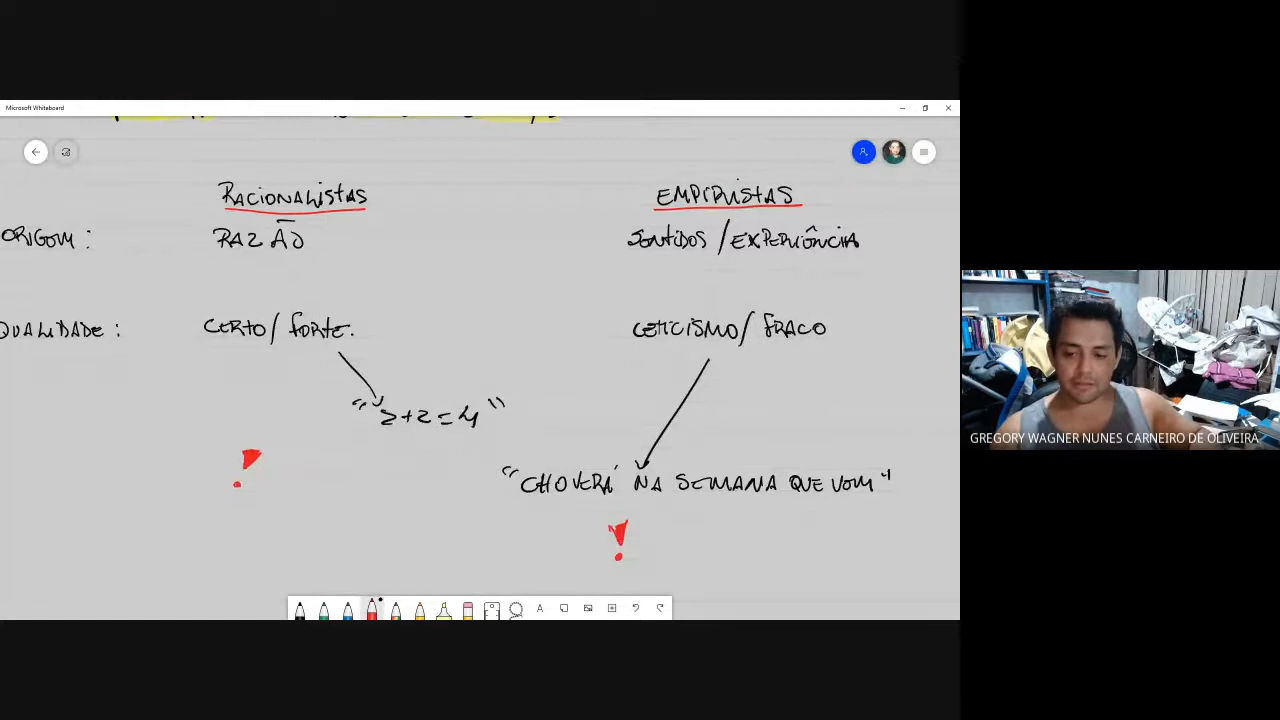 Microsoft Whiteboard
RACIONALISTAS
EMPIRISTAS
ORIGEM :
RAZÃO
SENTIDOS / EXPERIÊNCIA
QUALIDADE :
CERTO / FORTE.
CETICISMO / FRACO
"2+2=4"
"CHOVERÁ NA SEMANA QUE VEM"
!
!
A
GREGORY WAGNER NUNES CARNEIRO DE OLIVEIRA